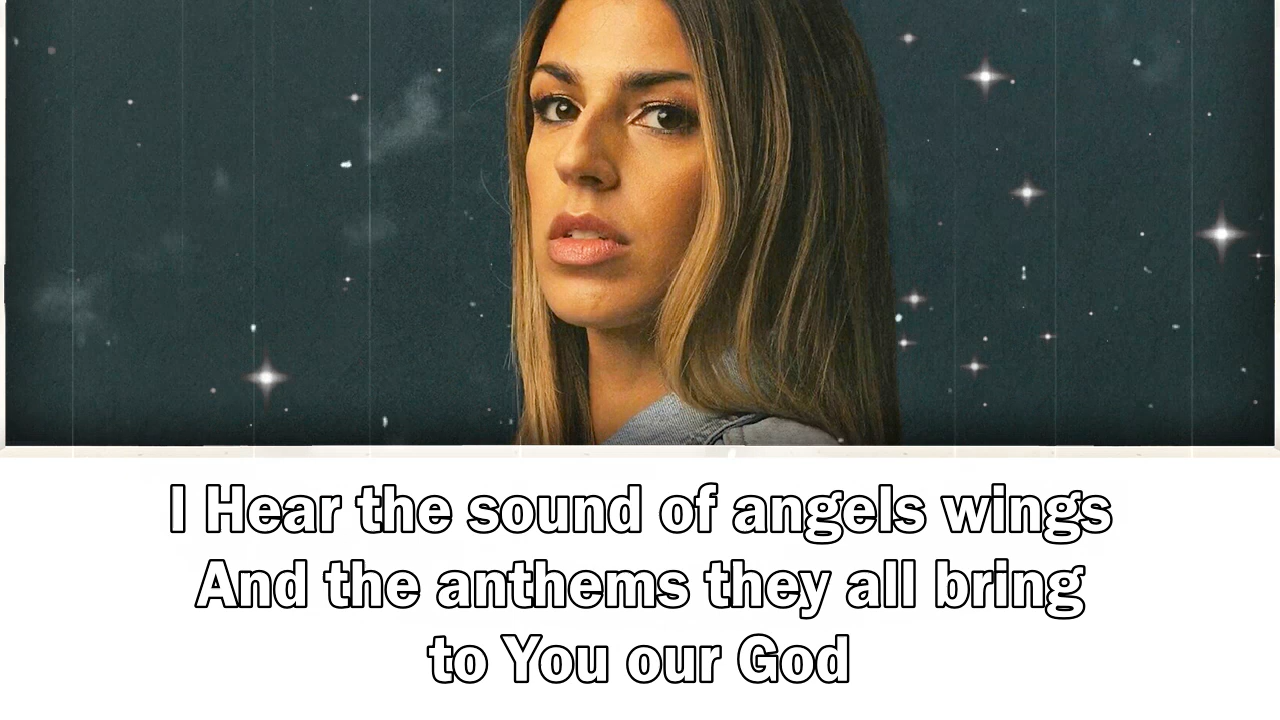 I Hear the sound of angels wings
And the anthems they all bring
to You our God